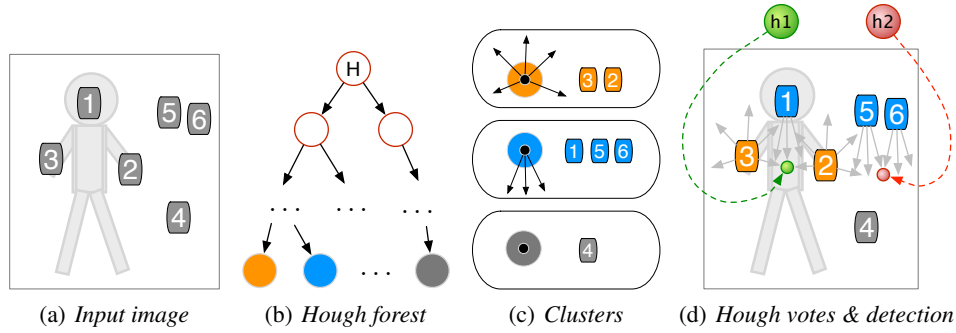 1
5
6
3
2
4
(a) Input image
H
. . .
. . .
. . .
. . .
(b) Hough forest
3 2
1 5 6
4
(c) Clusters
h1 h2
1
5 6
3
2
4
(d) Hough votes & detection